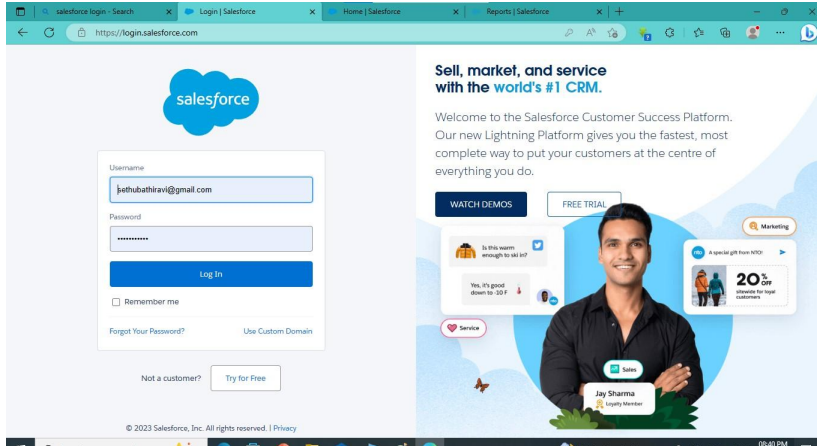 salesforce login - Search
Login | Salesforce
Home | Salesforce
Reports | Salesforce
https://login.salesforce.com
salesforce
Username
sethubathiravi@gmail.com
Password
Log In
Remember me
Forgot Your Password?
Use Custom Domain
Not a customer?
Try for Free
© 2023 Salesforce, Inc. All rights reserved. | Privacy
Sell, market, and service
with the world's #1 CRM.
Welcome to the Salesforce Customer Success Platform.
Our new Lightning Platform gives you the fastest, most
complete way to put your customers at the centre of
everything you do.
WATCH DEMOS
FREE TRIAL
Marketing
Is this warm
enough to ski in?
nto
A special gift from NTO!
Yes, it's good
down to -10 F
20% OFF
sitewide for loyal
customers
Service
Sales
Jay Sharma
Loyalty Member
08:40 PM